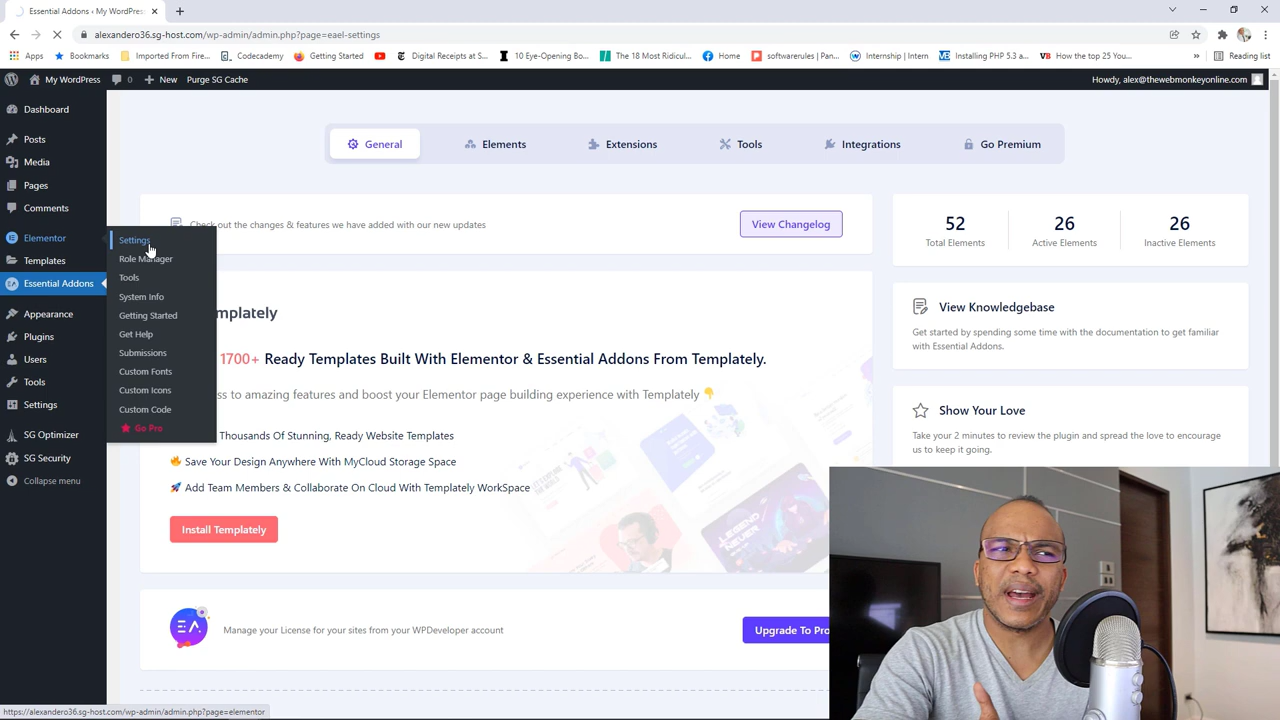 Essential Addons ‹ My WordPress
alexandero36.sg-host.com/wp-admin/admin.php?page=eael-settings
Apps Bookmarks Imported From Fire... Codecademy Getting Started Digital Receipts at S... 10 Eye-Opening Bo... The 18 Most Ridicul... Home softwarerules | Pan... Internship | Intern Installing PHP 5.3 a... How the top 25 You... » Reading list
My WordPress 0 New Purge SG Cache Howdy, alex@thewebmonkeyonline.com
Dashboard
Posts
Media
Pages
Comments
Elementor
Templates
Essential Addons
Appearance
Plugins
Users
Tools
Settings
SG Optimizer
SG Security
Collapse menu
Settings
Role Manager
Tools
System Info
Getting Started
Get Help
Submissions
Custom Fonts
Custom Icons
Custom Code
Go Pro
General Elements Extensions Tools Integrations Go Premium
Check out the changes & features we have added with our new updates
View Changelog
mplately
1700+ Ready Templates Built With Elementor & Essential Addons From Templately.
ss to amazing features and boost your Elementor page building experience with Templately 👇
Thousands Of Stunning, Ready Website Templates
🔥 Save Your Design Anywhere With MyCloud Storage Space
🚀 Add Team Members & Collaborate On Cloud With Templately WorkSpace
Install Templately
EA
Manage your License for your sites from your WPDeveloper account
Upgrade To Pro
52 26 26
Total Elements Active Elements Inactive Elements
View Knowledgebase
Get started by spending some time with the documentation to get familiar
with Essential Addons.
Show Your Love
Take your 2 minutes to review the plugin and spread the love to encourage
us to keep it going.
https://alexandero36.sg-host.com/wp-admin/admin.php?page=elementor